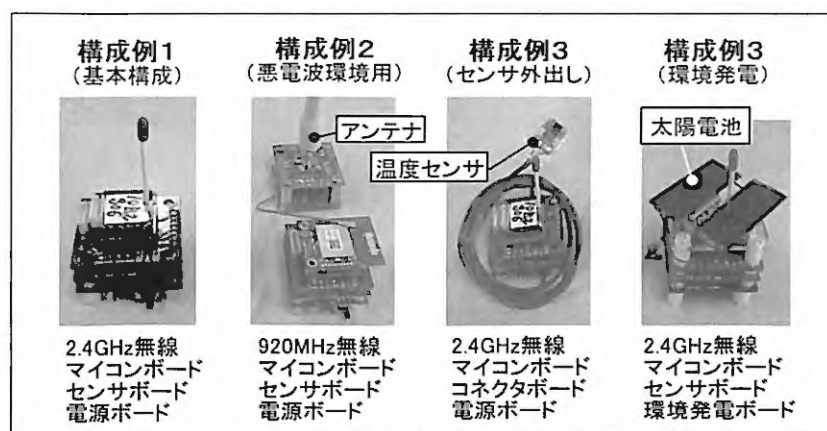 構成例1
(基本構成)
構成例2
(悪電波環境用)
構成例3
(センサ外出し)
構成例3
(環境発電)
アンテナ
温度センサ
太陽電池
2.4GHz無線
マイコンボード
センサボード
電源ボード
920MHz無線
マイコンボード
センサボード
電源ボード
2.4GHz無線
マイコンボード
コネクタボード
電源ボード
2.4GHz無線
マイコンボード
センサボード
環境発電ボード